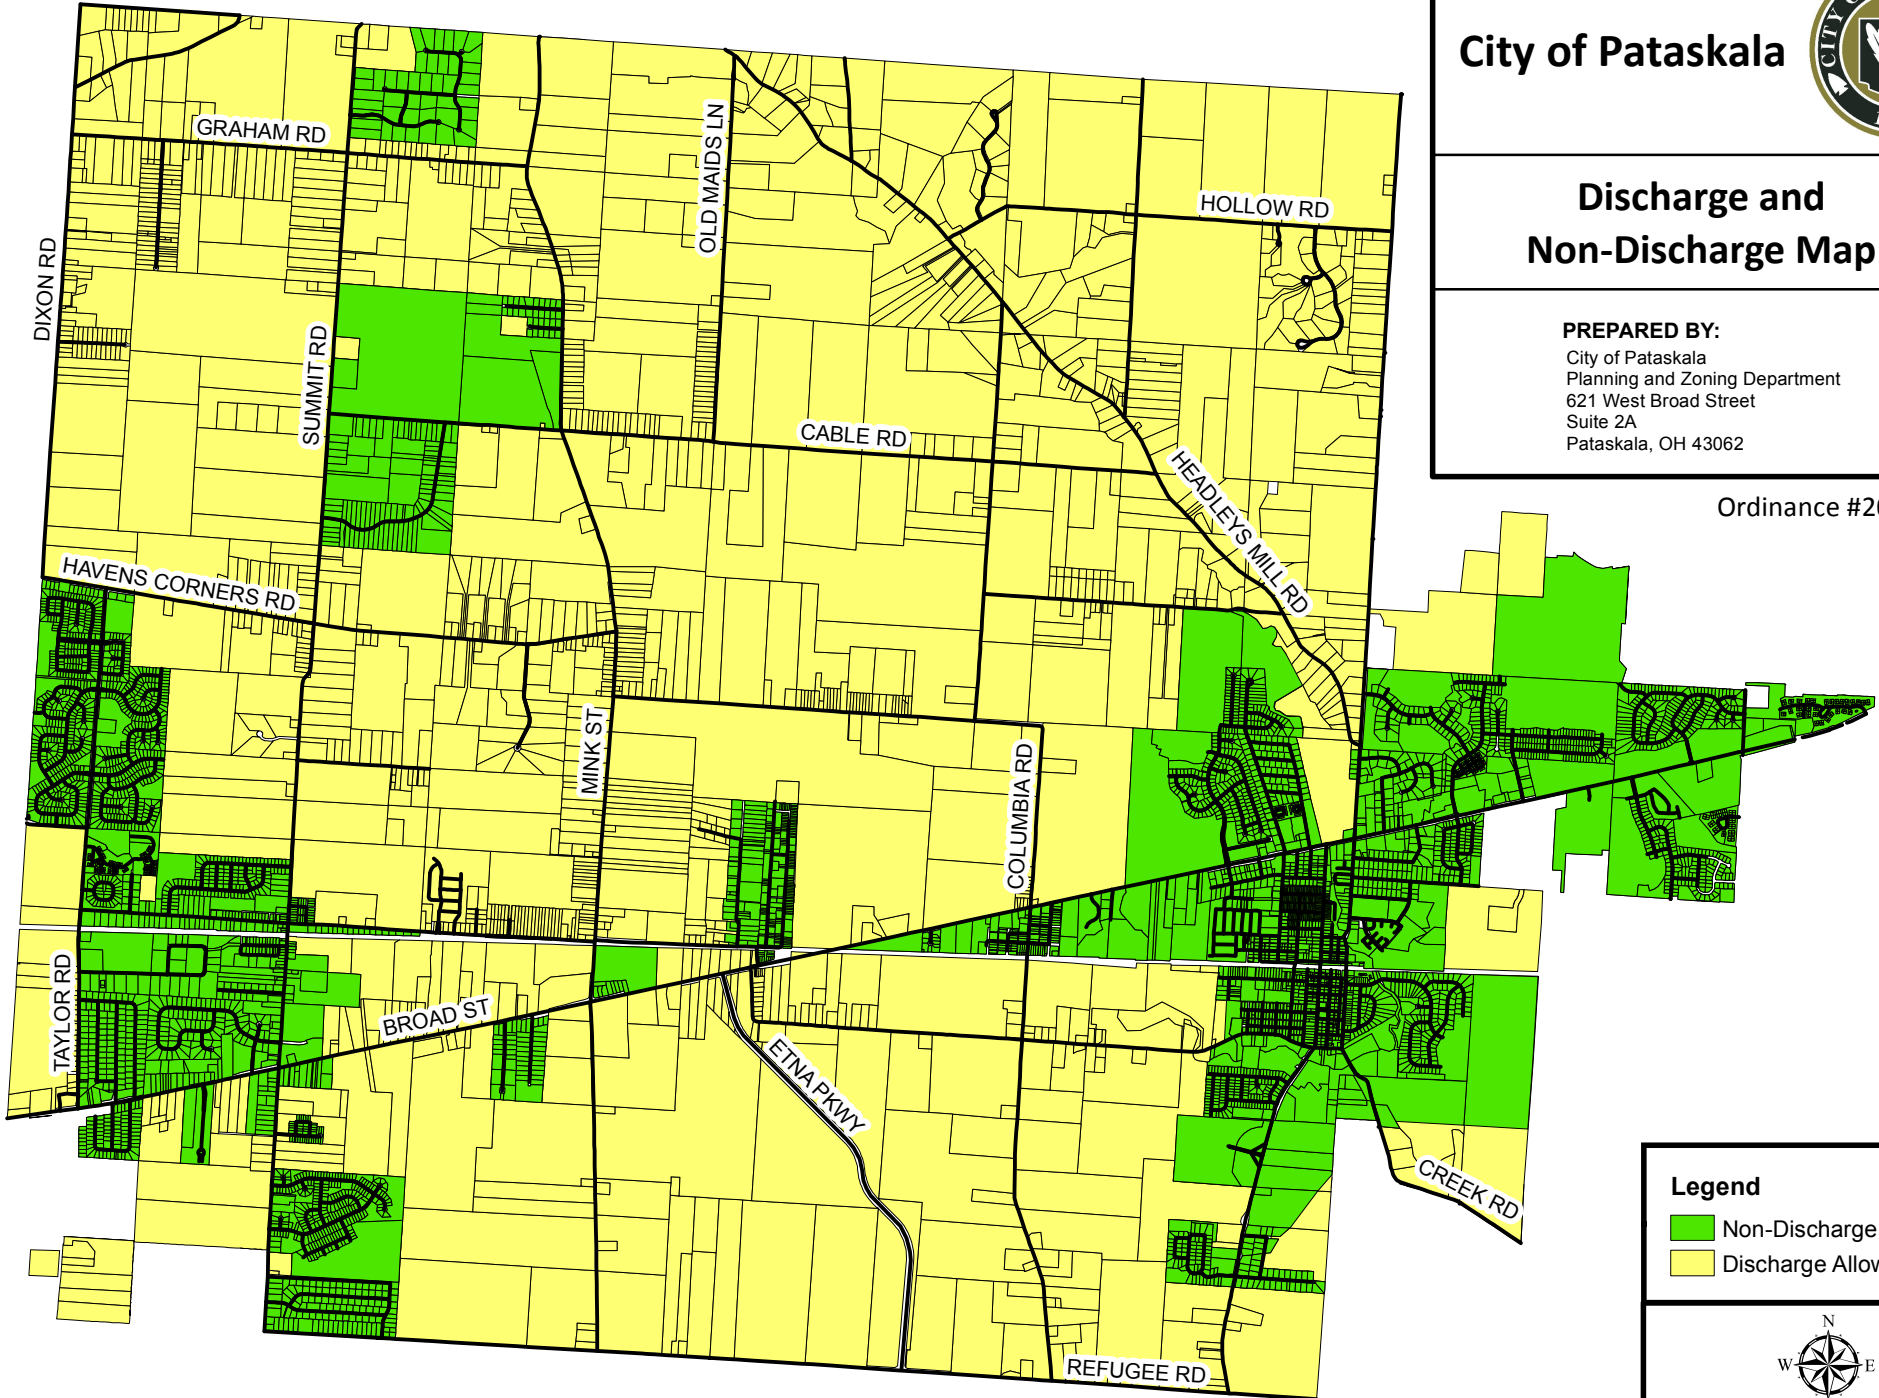 City of Pataskala
CITY
Discharge and
Non-Discharge Map
PREPARED BY:
City of Pataskala
Planning and Zoning Department
621 West Broad Street
Suite 2A
Pataskala, OH 43062
Ordinance
GRAHAM RD
OLD MAIDS LN
HOLLOW RD
DIXON RD
SUMMIT RD
CABLE RD
HEADLEYS MILL RD
HAVENS CORNERS RD
MINK ST
COLUMBIA RD
TAYLOR RD
BROAD ST
ETNA PKWY
CREEK RD
REFUGEE RD
Legend
Non-Discharge
Discharge
N
W E